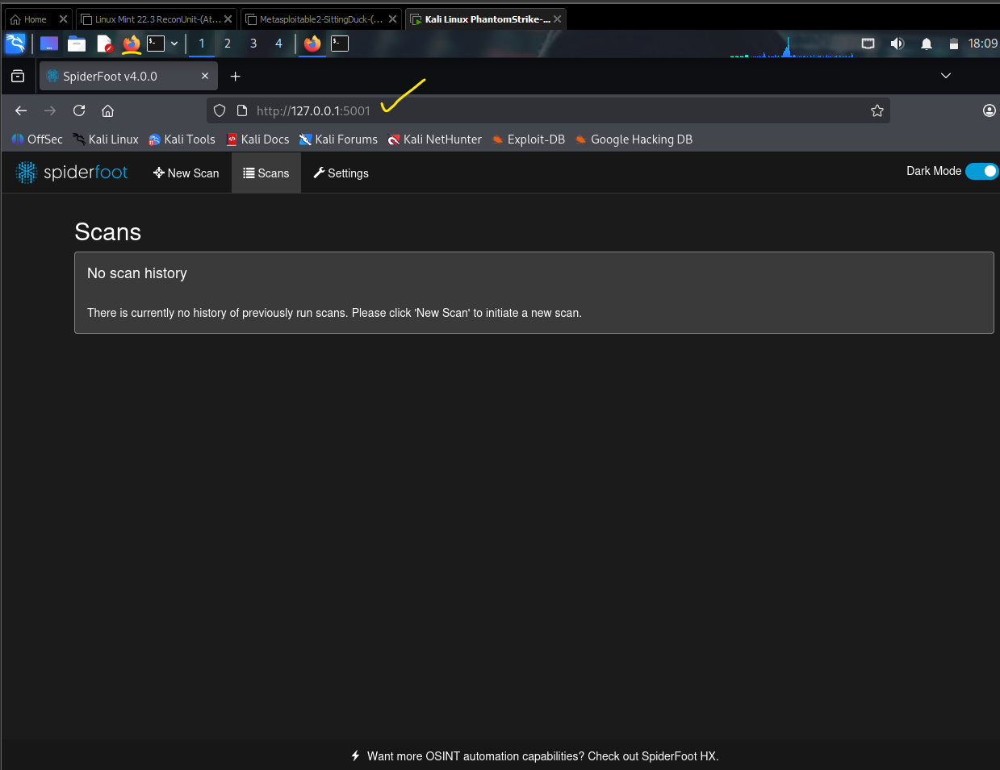 Home
Linux Mint 22.3 ReconUnit-(At...
Metasploitable2-SittingDuck-(...
Kali Linux PhantomStrike-...
1 2 3 4
18:09
SpiderFoot v4.0.0
http://127.0.0.1:5001
OffSec Kali Linux Kali Tools Kali Docs Kali Forums Kali NetHunter Exploit-DB Google Hacking DB
spiderfoot New Scan Scans Settings Dark Mode
Scans
No scan history
There is currently no history of previously run scans. Please click 'New Scan' to initiate a new scan.
Want more OSINT automation capabilities? Check out SpiderFoot HX.